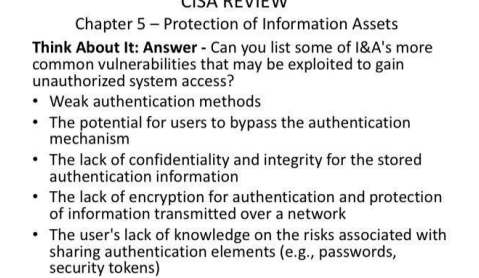 CISA REVIEW
Chapter 5 – Protection of Information Assets
Think About It: Answer - Can you list some of I&A's more
common vulnerabilities that may be exploited to gain
unauthorized system access?
• Weak authentication methods
• The potential for users to bypass the authentication
mechanism
• The lack of confidentiality and integrity for the stored
authentication information
• The lack of encryption for authentication and protection
of information transmitted over a network
• The user's lack of knowledge on the risks associated with
sharing authentication elements (e.g., passwords,
security tokens)